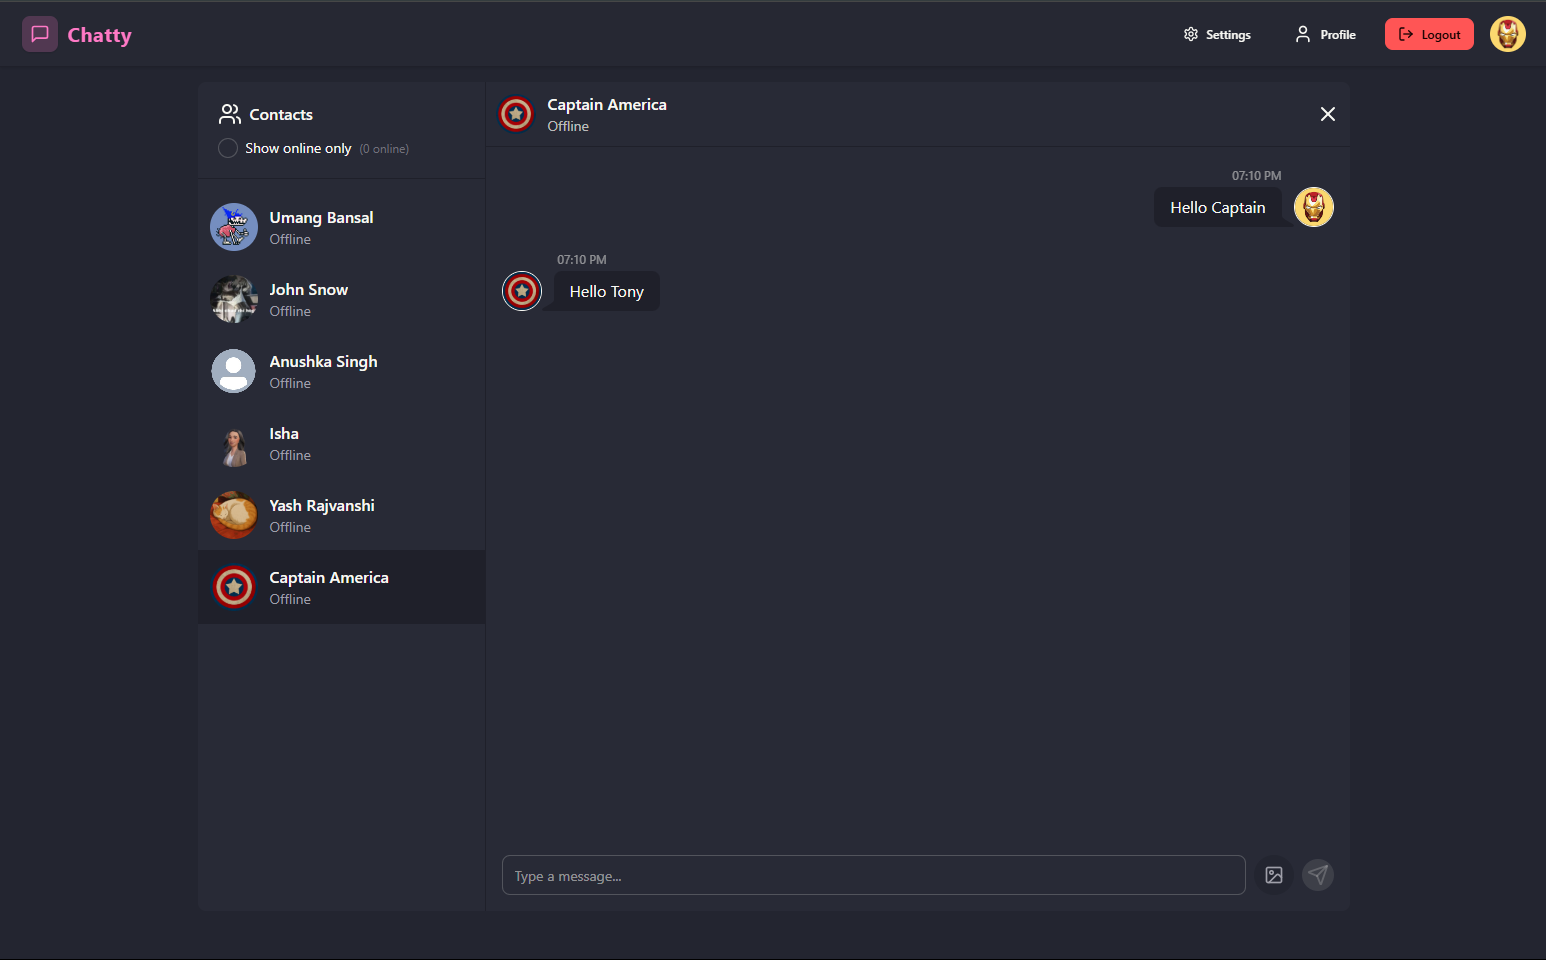 Chatty
Settings
Profile
Logout
Contacts
Show online only (0 online)
Umang Bansal
Offline
John Snow
Offline
Anushka Singh
Offline
Isha
Offline
Yash Rajvanshi
Offline
Captain America
Offline
Captain America
Offline
07:10 PM
Hello Captain
07:10 PM
Hello Tony
Type a message...